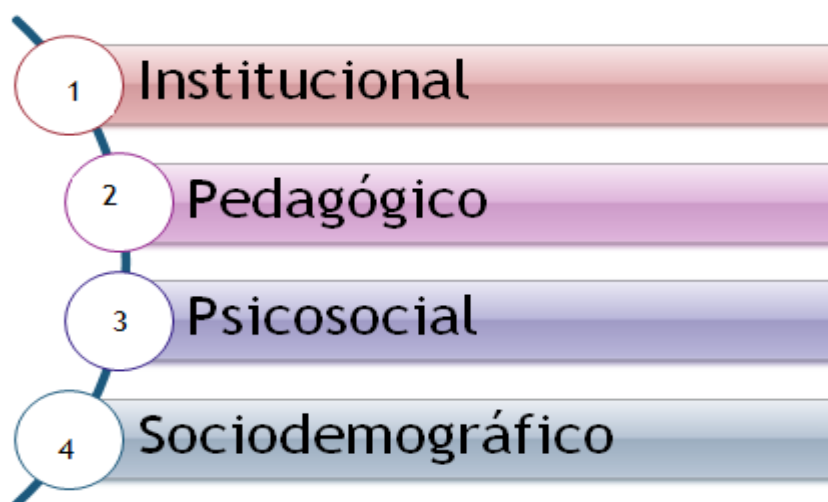 1 Institucional
2 Pedagógico
3 Psicosocial
4 Sociodemográfico